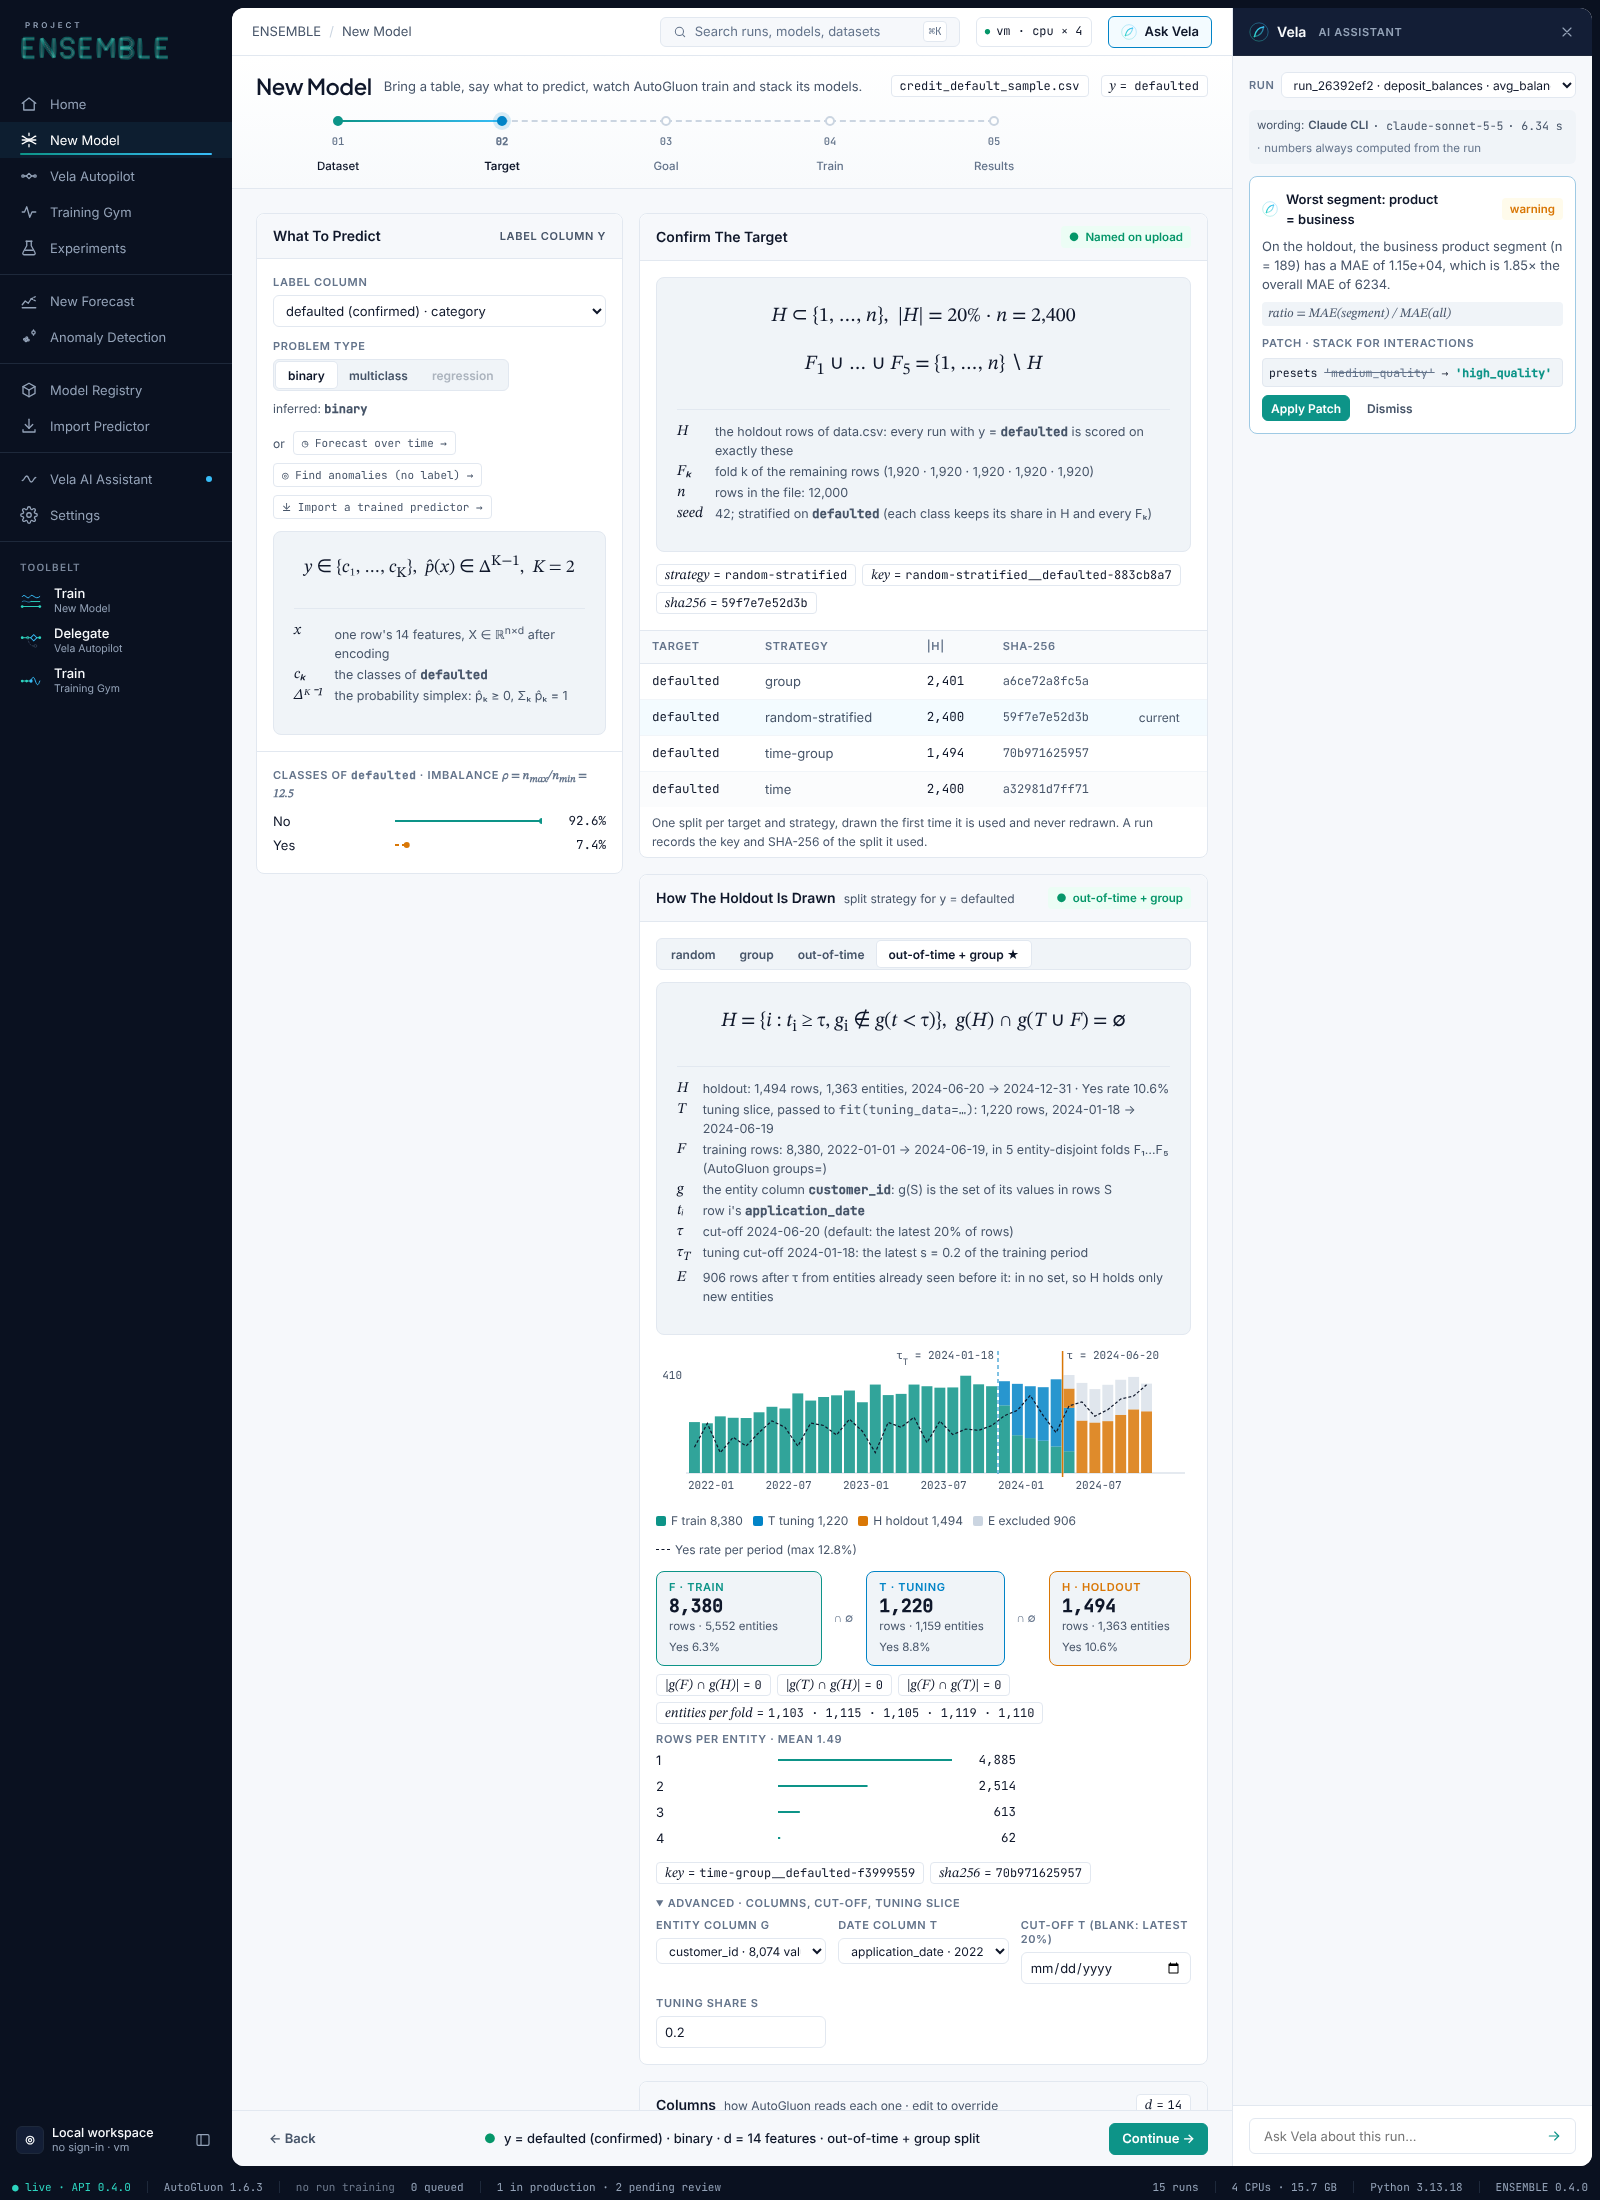 PROJECT
ENSEMBLE
Home
New Model
Vela Autopilot
Training Gym
Experiments
New Forecast
Anomaly Detection
Model Registry
Import Predictor
Vela AI Assistant
Settings
TOOLBELT
Train
New Model
Delegate
Vela Autopilot
Train
Training Gym
Local workspace
no sign-in · vm
ENSEMBLE / New Model
Search runs, models, datasets ⌘K
vm · cpu × 4
Ask Vela
New Model Bring a table, say what to predict, watch AutoGluon train and stack its models.
credit_default_sample.csv
y = defaulted
01 02 03 04 05
Dataset Target Goal Train Results
What To Predict LABEL COLUMN Y
LABEL COLUMN
defaulted (confirmed) · category
PROBLEM TYPE
binary multiclass regression
inferred: binary
or ◷ Forecast over time →
◎ Find anomalies (no label) →
Import a trained predictor →
y ∈ {c₁, …, c_K}, p̂(x) ∈ Δ^K−1, K = 2
x one row's 14 features, X ∈ ℝ^n×d after
encoding
cₖ the classes of defaulted
Δᴷ⁻¹ the probability simplex: p̂ₖ ≥ 0, Σₖ p̂ₖ = 1
CLASSES OF defaulted · IMBALANCE ρ = n_max/n_min =
12.5
No 92.6%
Yes 7.4%
Confirm The Target Named on upload
H ⊂ {1, …, n}, |H| = 20% · n = 2,400
F₁ ∪ … ∪ F₅ = {1, …, n} \ H
H the holdout rows of data.csv: every run with y = defaulted is scored on
exactly these
Fₖ fold k of the remaining rows (1,920 · 1,920 · 1,920 · 1,920 · 1,920)
n rows in the file: 12,000
seed 42; stratified on defaulted (each class keeps its share in H and every Fₖ)
strategy = random-stratified key = random-stratified__defaulted-883cb8a7
sha256 = 59f7e7e52d3b
TARGET STRATEGY |H| SHA-256
defaulted group 2,401 a6ce72a8fc5a
defaulted random-stratified 2,400 59f7e7e52d3b current
defaulted time-group 1,494 70b971625957
defaulted time 2,400 a32981d7ff71
One split per target and strategy, drawn the first time it is used and never redrawn. A run
records the key and SHA-256 of the split it used.
How The Holdout Is Drawn split strategy for y = defaulted out-of-time + group
random group out-of-time out-of-time + group ★
H = {i : tᵢ ≥ τ, gᵢ ∉ g(t < τ)}, g(H) ∩ g(T ∪ F) = ∅
H holdout: 1,494 rows, 1,363 entities, 2024-06-20 → 2024-12-31 · Yes rate 10.6%
T tuning slice, passed to fit(tuning_data=…): 1,220 rows, 2024-01-18 →
2024-06-19
F training rows: 8,380, 2022-01-01 → 2024-06-19, in 5 entity-disjoint folds F₁…F₅
(AutoGluon groups=)
g the entity column customer_id: g(S) is the set of its values in rows S
tᵢ row i's application_date
τ cut-off 2024-06-20 (default: the latest 20% of rows)
τ_T tuning cut-off 2024-01-18: the latest s = 0.2 of the training period
E 906 rows after τ from entities already seen before it: in no set, so H holds only
new entities
τ_T = 2024-01-18 τ = 2024-06-20
410
2022-01 2022-07 2023-01 2023-07 2024-01 2024-07
F train 8,380 T tuning 1,220 H holdout 1,494 E excluded 906
Yes rate per period (max 12.8%)
F · TRAIN
8,380
rows · 5,552 entities
Yes 6.3%
∩ ∅
T · TUNING
1,220
rows · 1,159 entities
Yes 8.8%
∩ ∅
H · HOLDOUT
1,494
rows · 1,363 entities
Yes 10.6%
|g(F) ∩ g(H)| = 0 |g(T) ∩ g(H)| = 0 |g(F) ∩ g(T)| = 0
entities per fold = 1,103 · 1,115 · 1,105 · 1,119 · 1,110
ROWS PER ENTITY · MEAN 1.49
1 4,885
2 2,514
3 613
4 62
key = time-group__defaulted-f3999559 sha256 = 70b971625957
▼ ADVANCED · COLUMNS, CUT-OFF, TUNING SLICE
ENTITY COLUMN G
customer_id · 8,074 val
DATE COLUMN T
application_date · 2022
CUT-OFF Τ (BLANK: LATEST
20%)
mm/dd/yyyy
TUNING SHARE S
0.2
Columns how AutoGluon reads each one · edit to override d = 14
← Back
y = defaulted (confirmed) · binary · d = 14 features · out-of-time + group split
Continue →
Vela AI ASSISTANT
RUN run_26392ef2 · deposit_balances · avg_balan
wording: Claude CLI · claude-sonnet-5-5 · 6.34 s
· numbers always computed from the run
Worst segment: product
= business
warning
On the holdout, the business product segment (n
= 189) has a MAE of 1.15e+04, which is 1.85× the
overall MAE of 6234.
ratio = MAE(segment) / MAE(all)
PATCH · STACK FOR INTERACTIONS
presets 'medium_quality' → 'high_quality'
Apply Patch Dismiss
Ask Vela about this run... →
live · API 0.4.0 AutoGluon 1.6.3 no run training 0 queued 1 in production · 2 pending review 15 runs 4 CPUs · 15.7 GB Python 3.13.18 ENSEMBLE 0.4.0